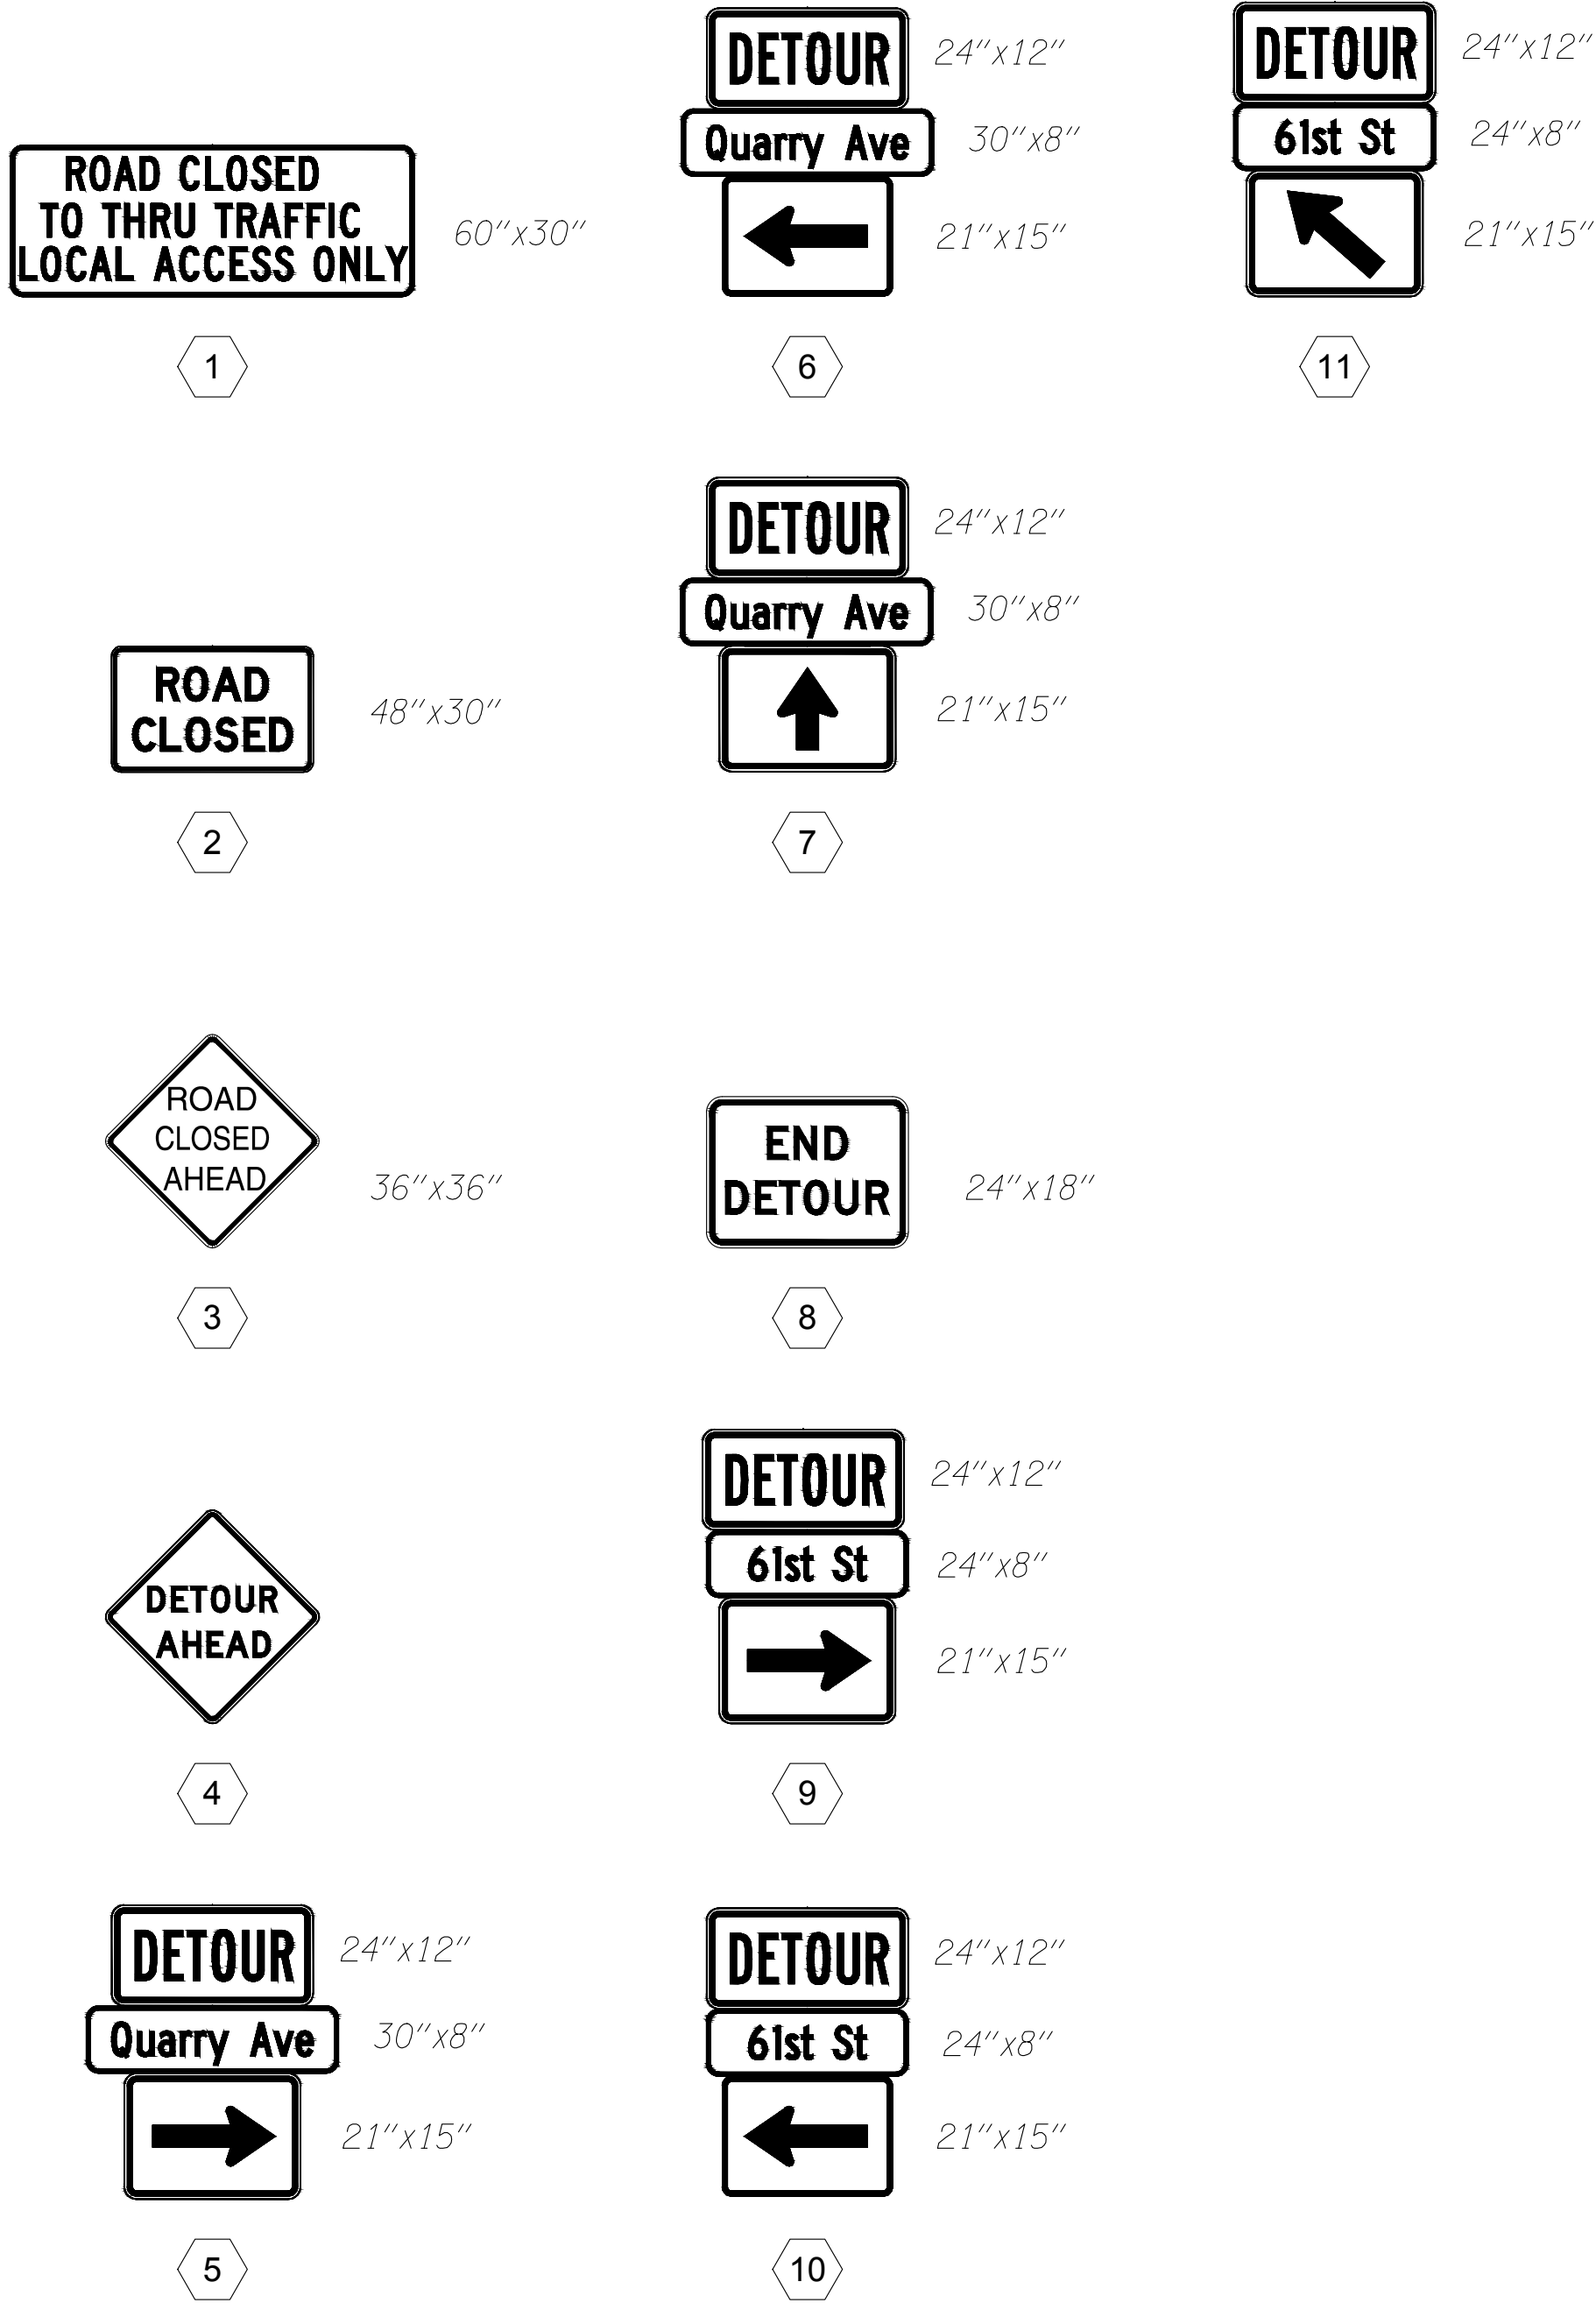 ROAD CLOSED
TO THRU TRAFFIC
LOCAL ACCESS ONLY
60"x30"
1
ROAD
CLOSED
48"x30"
2
ROAD
CLOSED
AHEAD
36"x36"
3
DETOUR
AHEAD
4
DETOUR
24"x12"
Quarry Ave
30"x8"
21"x15"
5
DETOUR
24"x12"
Quarry Ave
30"x8"
21"x15"
6
DETOUR
24"x12"
Quarry Ave
30"x8"
21"x15"
7
END
DETOUR
24"x18"
8
DETOUR
24"x12"
61st St
24"x8"
21"x15"
9
DETOUR
24"x12"
61st St
24"x8"
21"x15"
10
DETOUR
24"x12"
61st St
24"x8"
21"x15"
11